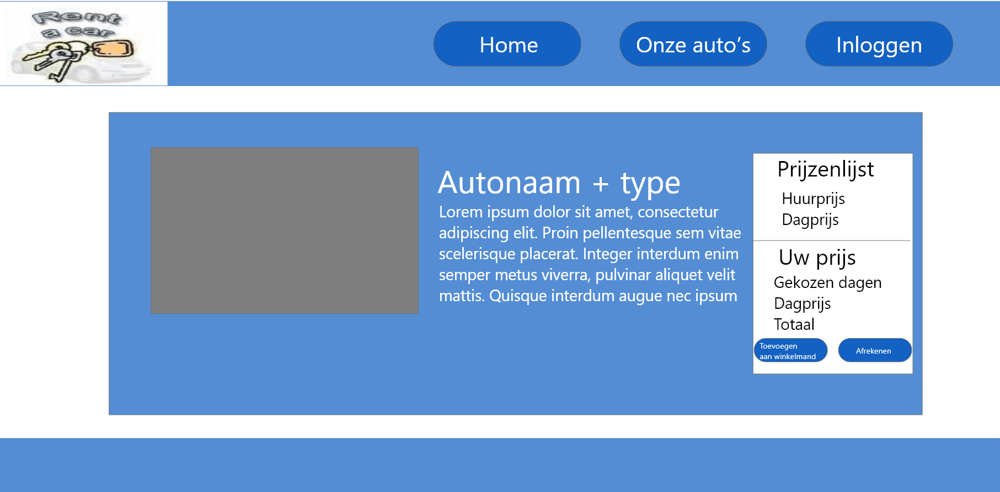 Rent
a car
Home
Onze auto’s
Inloggen
Autonaam + type
Lorem ipsum dolor sit amet, consectetur
adipiscing elit. Proin pellentesque sem vitae
scelerisque placerat. Integer interdum enim
semper metus viverra, pulvinar aliquet velit
mattis. Quisque interdum augue nec ipsum
Prijzenlijst
Huurprijs
Dagprijs
Uw prijs
Gekozen dagen
Dagprijs
Totaal
Toevoegen
aan winkelmand
Afrekenen